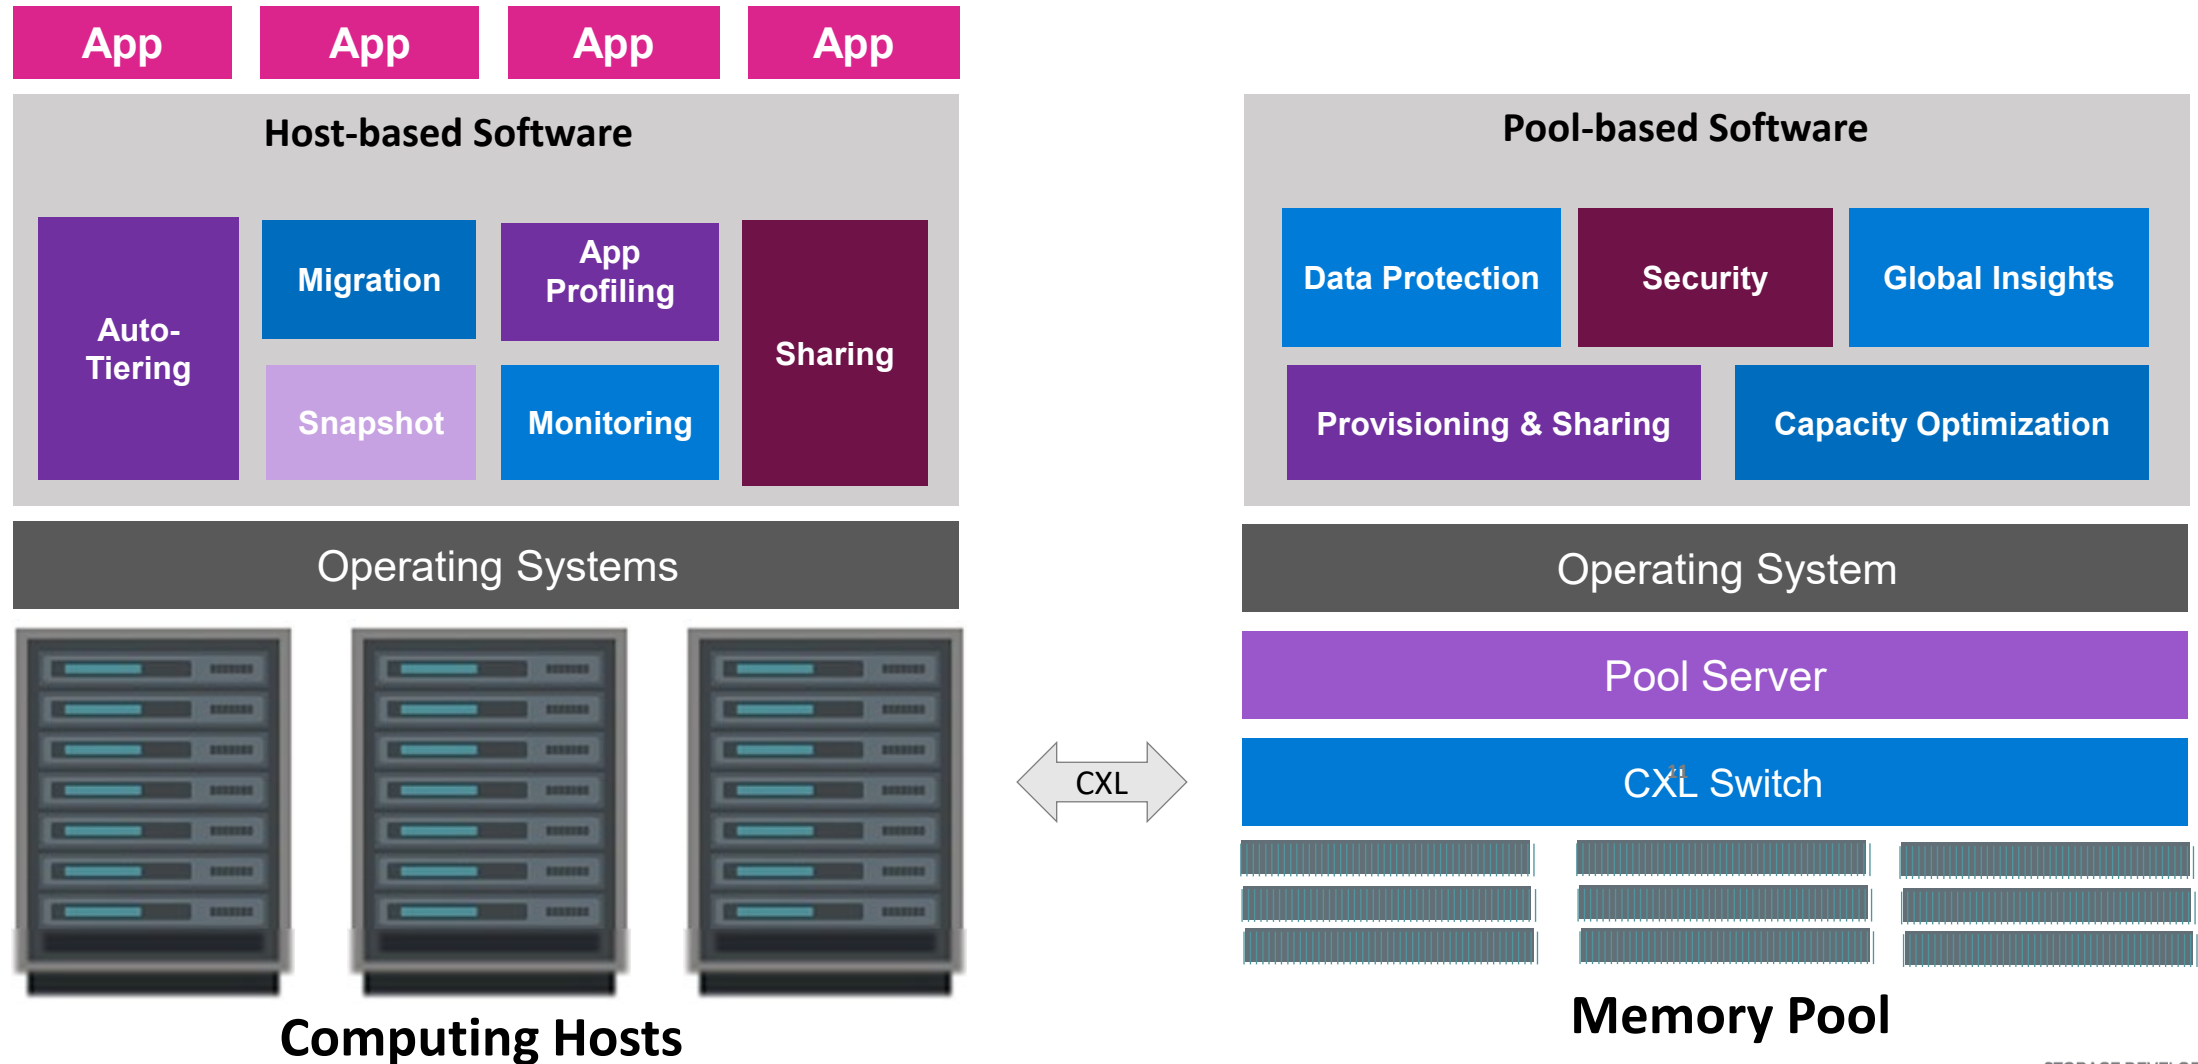 App
App
App
App
Host-based Software
Auto-
Tiering
Migration
App
Profiling
Sharing
Snapshot
Monitoring
Operating Systems
Computing Hosts
CXL
Pool-based Software
Data Protection
Security
Global Insights
Provisioning & Sharing
Capacity Optimization
Operating System
Pool Server
CXL Switch
11
Memory Pool